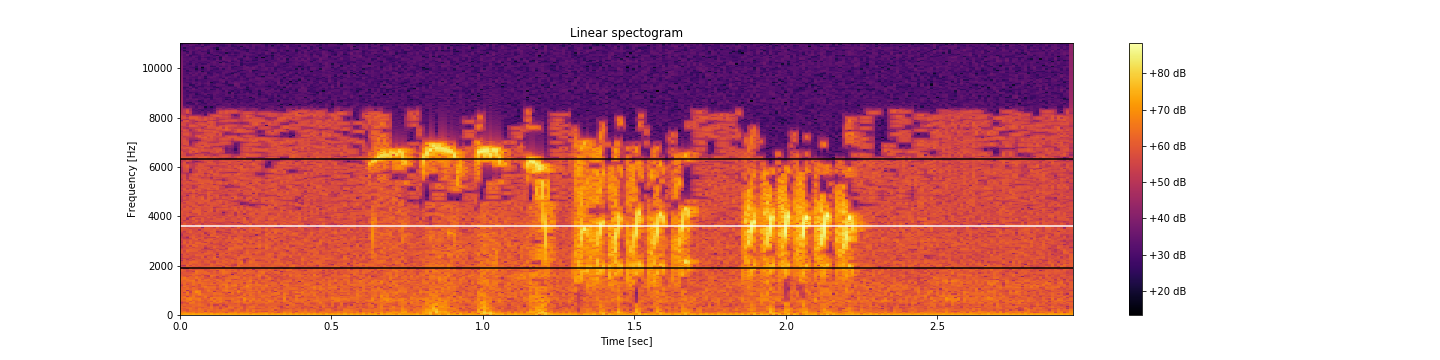 Linear spectogram
Frequency [Hz]
10000
8000
6000
4000
2000
0
0.0
0.5
1.0
1.5
2.0
2.5
Time [sec]
+80 dB
+70 dB
+60 dB
+50 dB
+40 dB
+30 dB
+20 dB